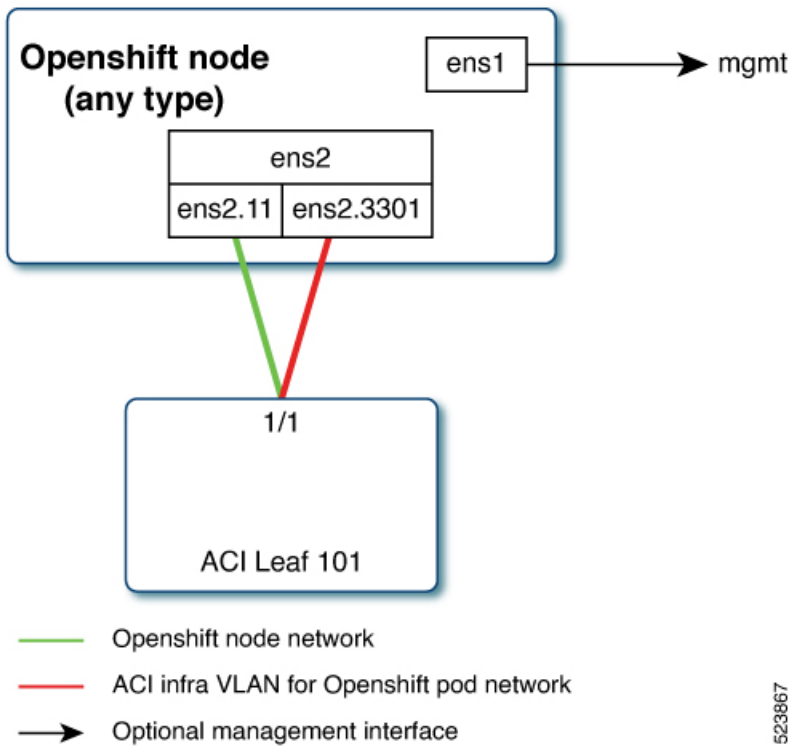 Openshift node
(any type)
ens1
mgmt
ens2
ens2.11
ens2.3301
1/1
ACI Leaf 101
Openshift node network
ACI infra VLAN for Openshift pod network
Optional management interface
523867